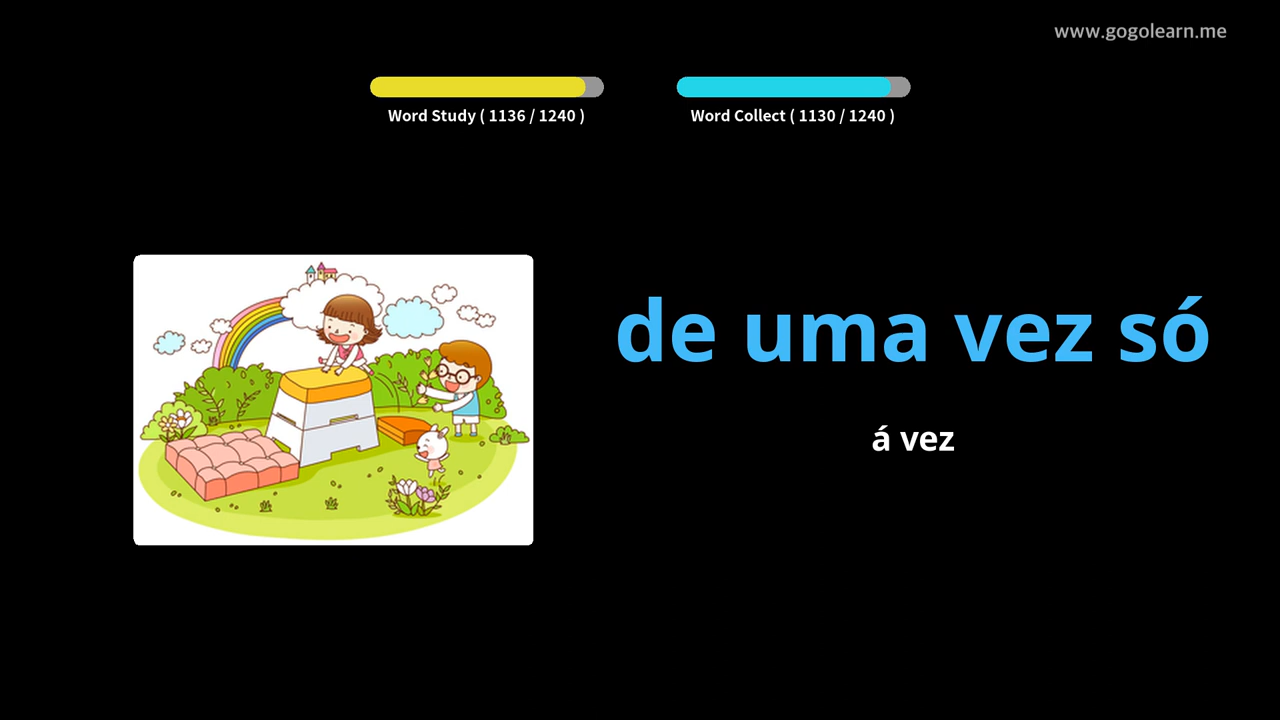 www.gogolearn.me
Word Study ( 1136 / 1240 )
Word Collect ( 1130 / 1240 )
de uma vez só
á vez